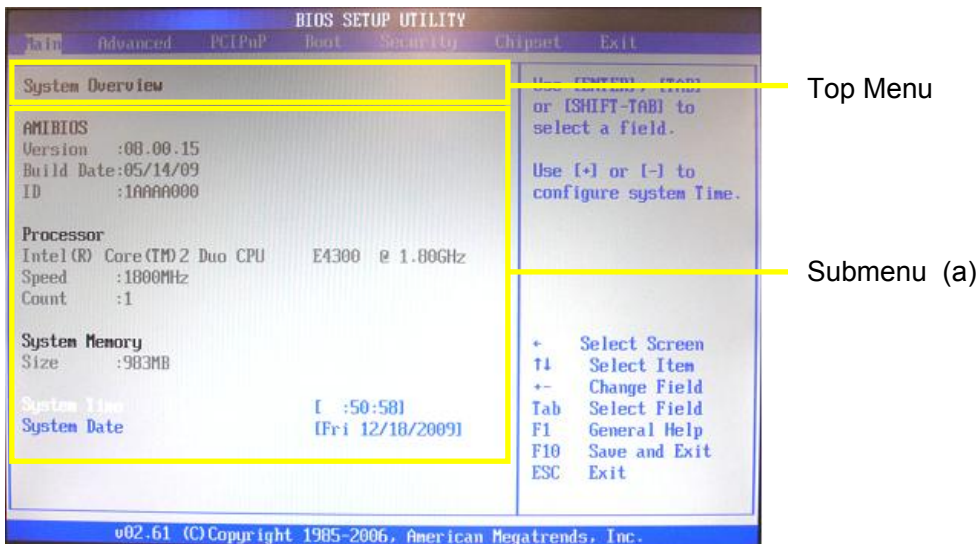 BIOS SETUP UTILITY
Main Advanced PCIPnP Boot Security Chipset Exit
System Overview
AMIBIOS
Version :08.00.15
Build Date:05/14/09
ID :1AAAA000
Processor
Intel(R) Core(TM)2 Duo CPU E4300 @ 1.80GHz
Speed :1800MHz
Count :1
System Memory
Size :983MB
System Time [ :50:58]
System Date [Fri 12/18/2009]
Use [ENTER], [TAB]
or [SHIFT-TAB] to
select a field.
Use [+] or [-] to
configure system Time.
← Select Screen
↑↓ Select Item
+- Change Field
Tab Select Field
F1 General Help
F10 Save and Exit
ESC Exit
v02.61 (C)Copyright 1985-2006, American Megatrends, Inc.
Top Menu
Submenu (a)